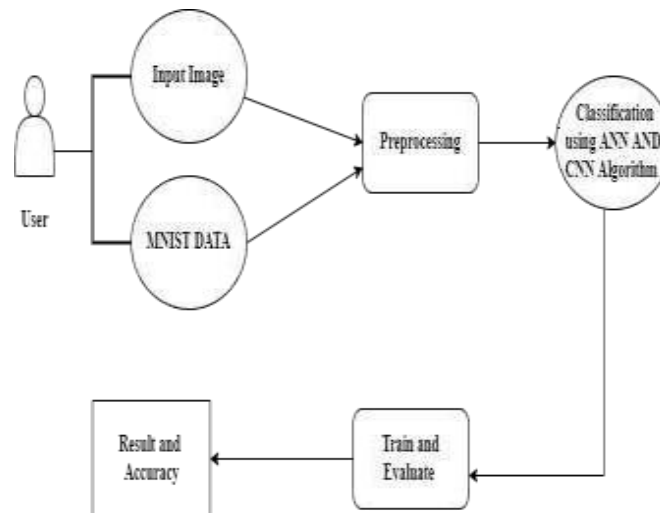 Input Image
User
MNIST DATA
Preprocessing
Classification
using ANN AND
CNN Algorithm
Train and
Evaluate
Result and
Accuracy